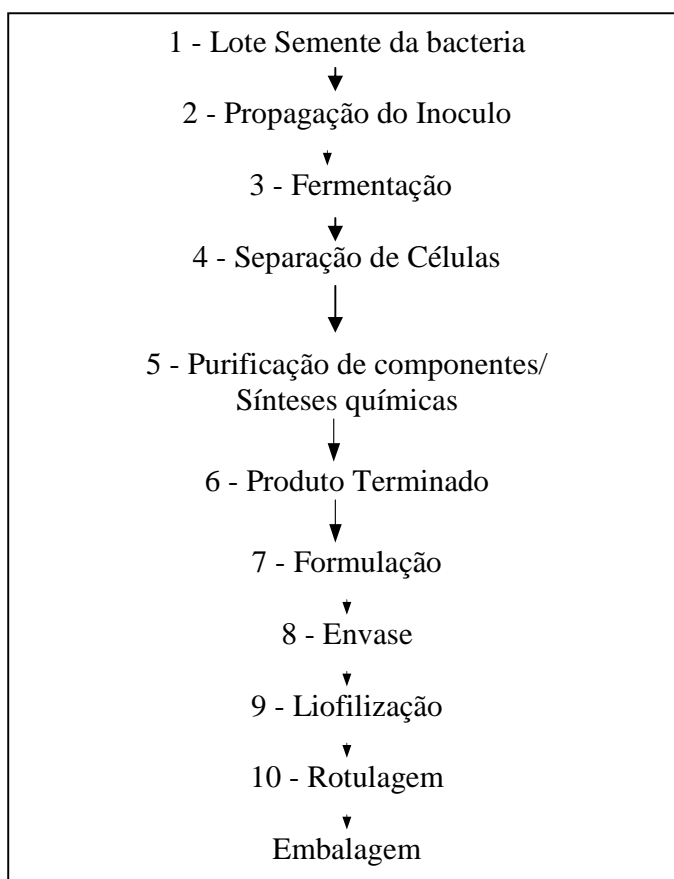 1 - Lote Semente da bacteria
2 - Propagação do Inoculo
3 - Fermentação
4 - Separação de Células
5 - Purificação de componentes/
Sínteses químicas
6 - Produto Terminado
7 - Formulação
8 - Envase
9 - Liofilização
10 - Rotulagem
Embalagem